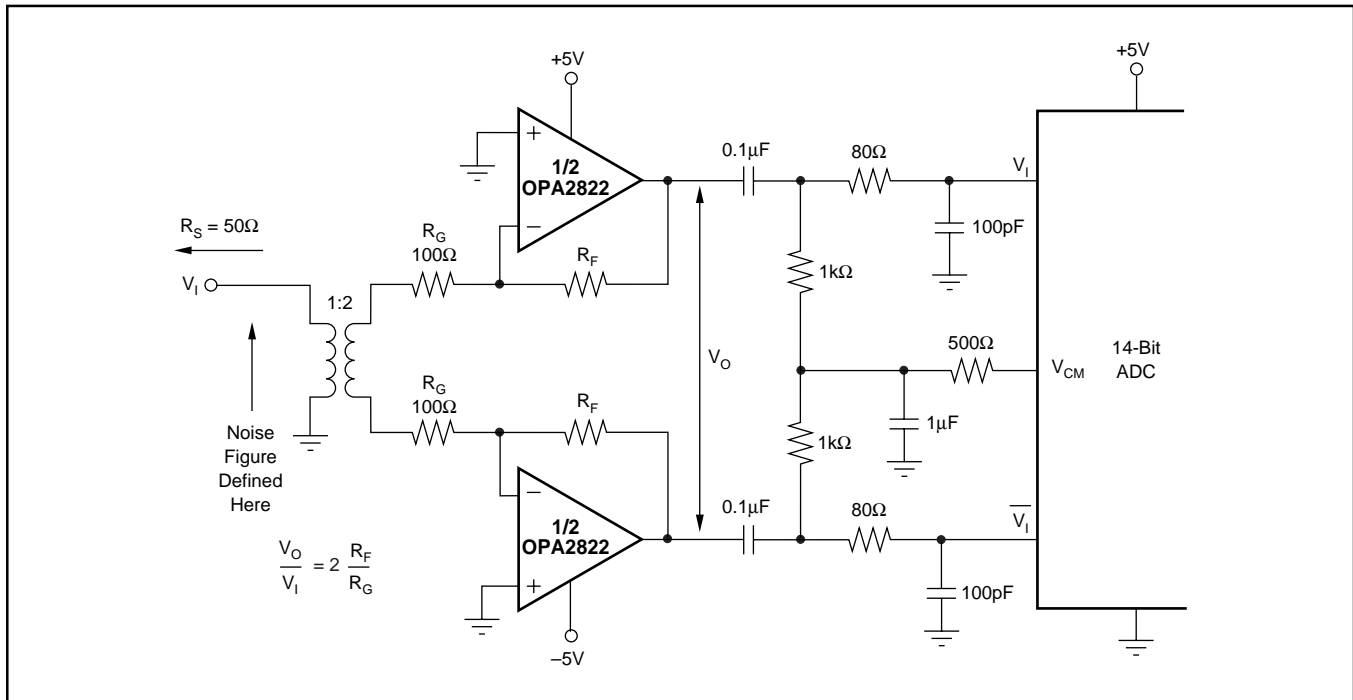 +5V
+5V
+
1/2
OPA2822
−
0.1µF
80Ω
V_I
100pF
R_S = 50Ω
R_G
100Ω
R_F
V_I
1:2
1kΩ
V_O
500Ω
V_CM
14-Bit
ADC
1µF
R_G
100Ω
R_F
1kΩ
Noise
Figure
Defined
Here
−
1/2
OPA2822
+
0.1µF
80Ω
V̅_I̅
V_O/V_I = 2 R_F/R_G
100pF
–5V